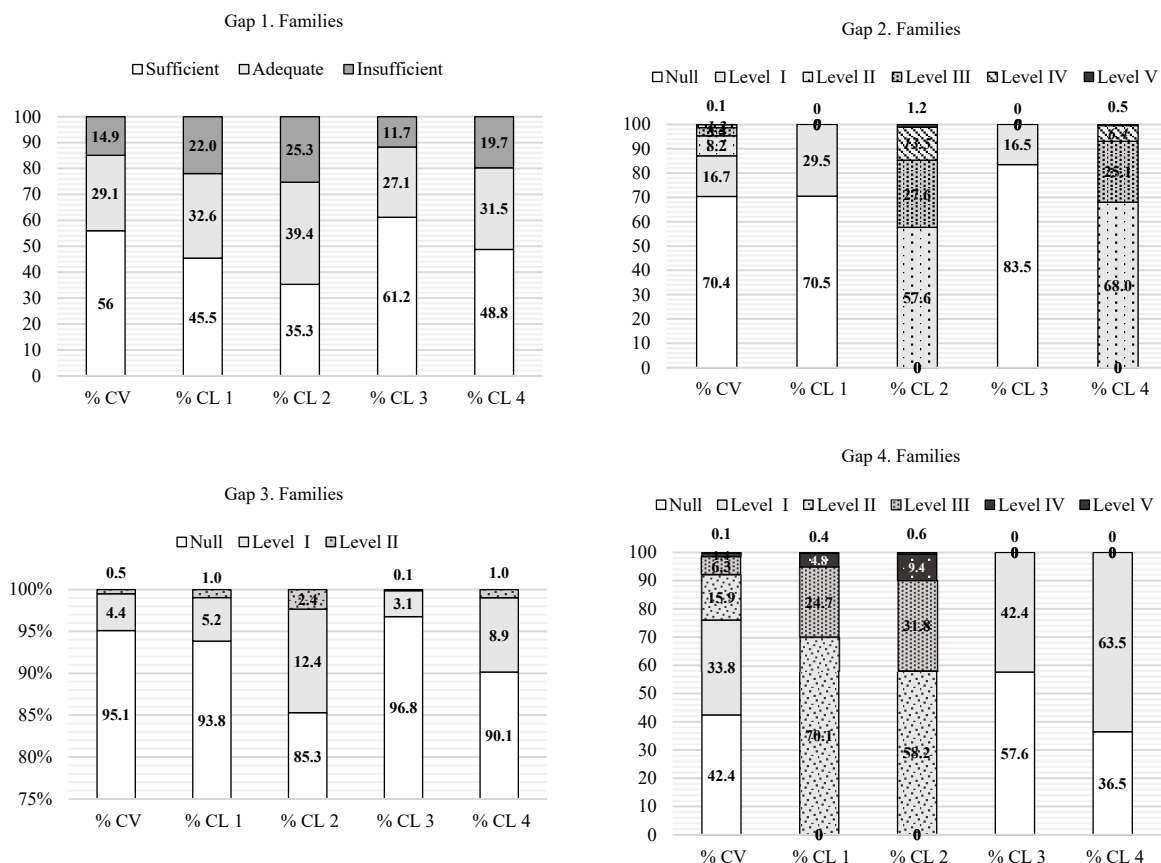 Gap 1. Families
Sufficient Adequate Insufficient
100
90
80
70
60
50
40
30
20
10
0
14.9 22.0 25.3 11.7 19.7
29.1 32.6 39.4 27.1 31.5
56 45.5 35.3 61.2 48.8
% CV % CL 1 % CL 2 % CL 3 % CL 4
Gap 2. Families
Null Level I Level II Level III Level IV Level V
0.1 0 1.2 0 0.5
100
90
80
70
60
50
40
30
20
10
0
0 0 6.4
8.2 16.5
16.7 29.5 27.6 25.1
70.4 70.5 57.6 83.5 68.0
0 0
% CV % CL 1 % CL 2 % CL 3 % CL 4
Gap 3. Families
Null Level I Level II
0.5 1.0 0.1 1.0
100%
95%
90%
85%
80%
75%
2.4
4.4 5.2 12.4 3.1 8.9
95.1 93.8 85.3 96.8 90.1
% CV % CL 1 % CL 2 % CL 3 % CL 4
Gap 4. Families
Null Level I Level II Level III Level IV Level V
0.1 0.4 0.6 0 0
100
90
80
70
60
50
40
30
20
10
0
4.8 9.4 0 0
6.3 24.7 31.8 42.4 63.5
15.9
33.8 70.1 58.2
42.4 57.6 36.5
0 0
% CV % CL 1 % CL 2 % CL 3 % CL 4